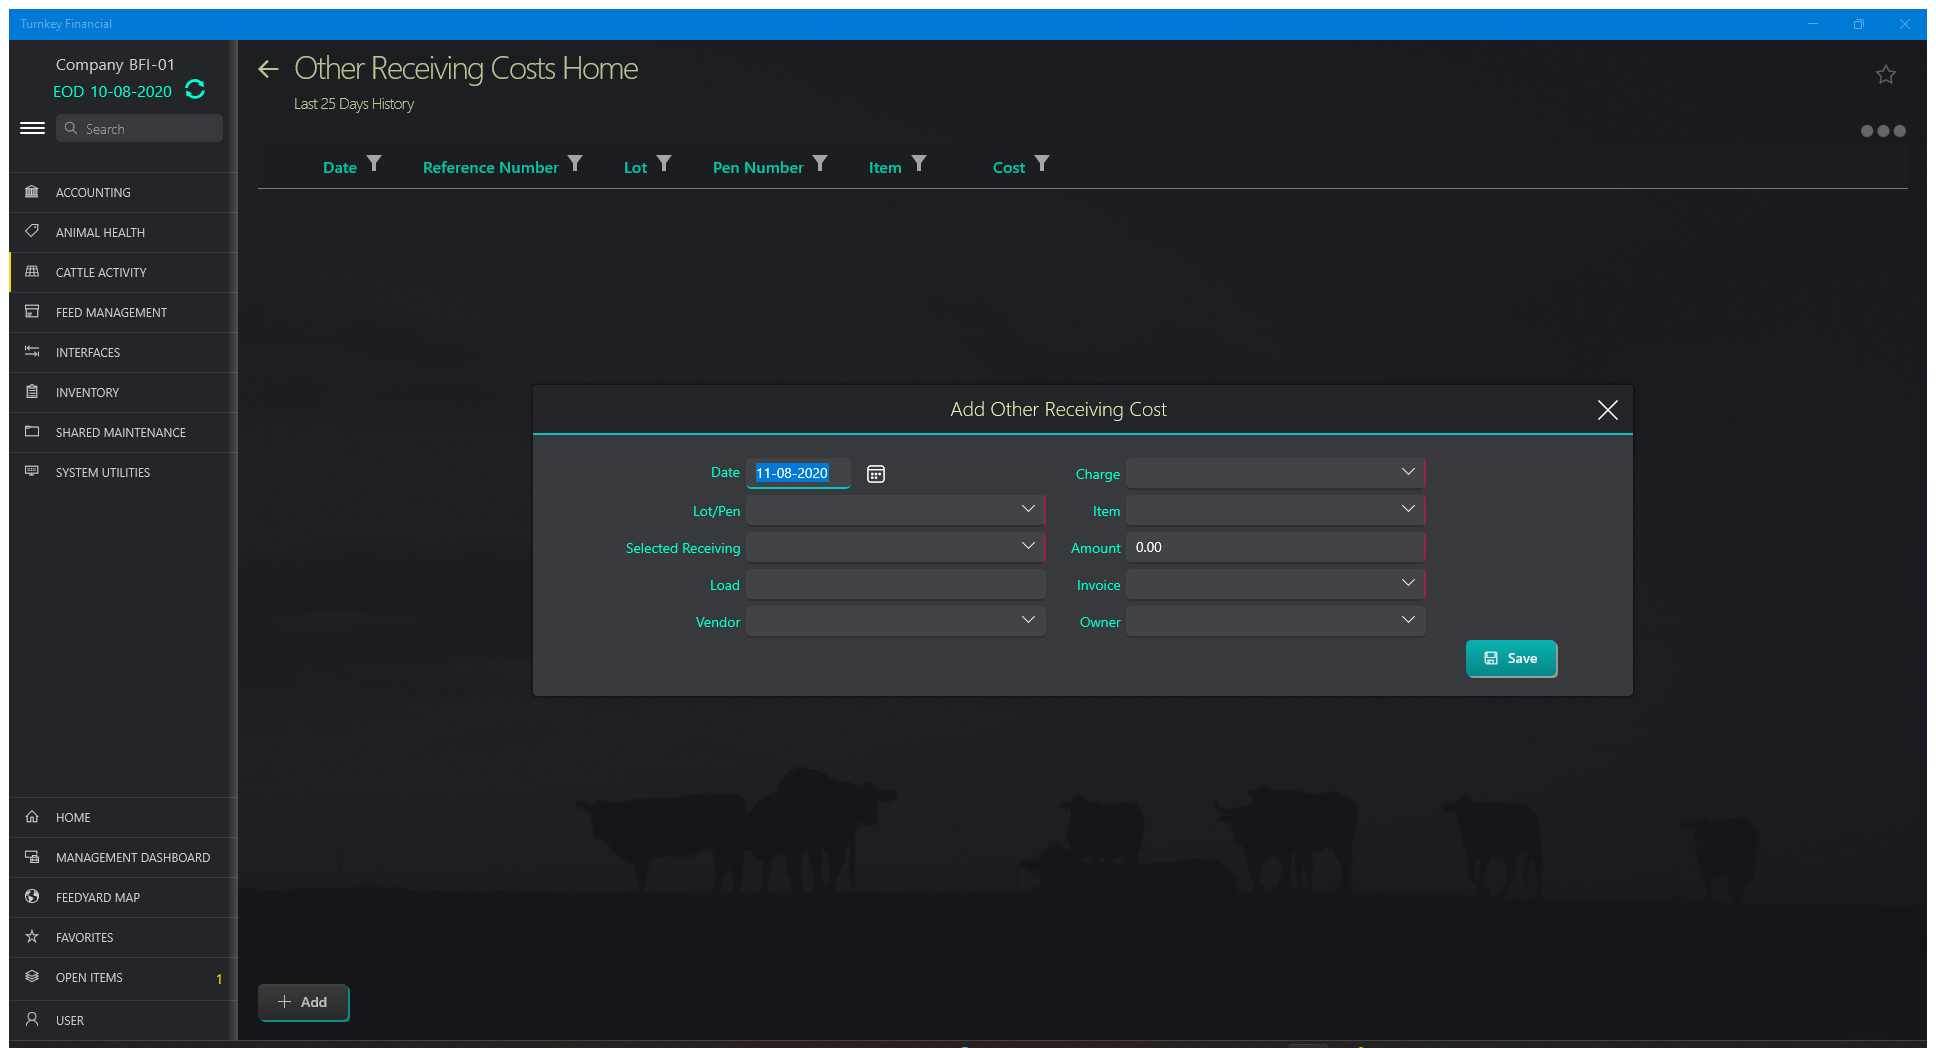 Turnkey Financial
Company BFI-01
EOD 10-08-2020
Search
ACCOUNTING
ANIMAL HEALTH
CATTLE ACTIVITY
FEED MANAGEMENT
INTERFACES
INVENTORY
SHARED MAINTENANCE
SYSTEM UTILITIES
HOME
MANAGEMENT DASHBOARD
FEEDYARD MAP
FAVORITES
OPEN ITEMS 1
USER
Other Receiving Costs Home
Last 25 Days History
Date Reference Number Lot Pen Number Item Cost
Add Other Receiving Cost
Date 11-08-2020
Lot/Pen
Selected Receiving
Load
Vendor
Charge
Item
Amount 0.00
Invoice
Owner
Save
Add